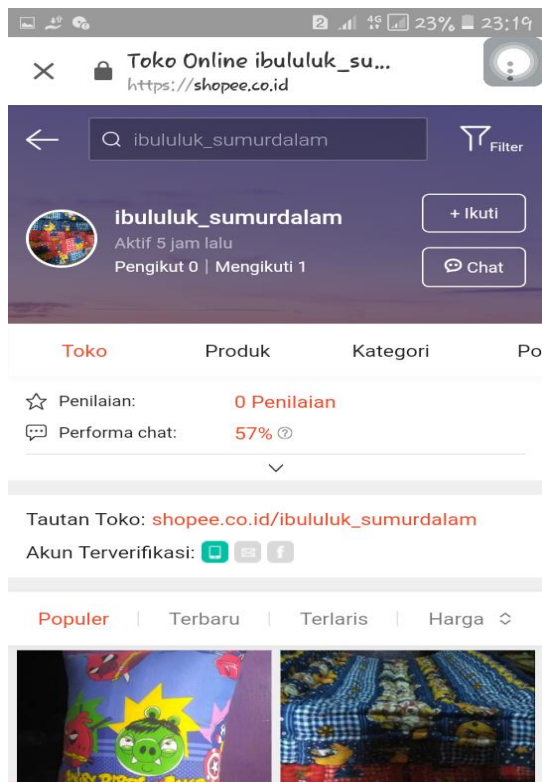 2 4G 23% 23:19
Toko Online ibululuk_su...
https://shopee.co.id
ibululuk_sumurdalam
Filter
ibululuk_sumurdalam
+ Ikuti
Aktif 5 jam lalu
Pengikut 0 | Mengikuti 1
Chat
Toko Produk Kategori Po
Penilaian: 0 Penilaian
Performa chat: 57%
Tautan Toko: shopee.co.id/ibululuk_sumurdalam
Akun Terverifikasi:
Populer Terbaru Terlaris Harga